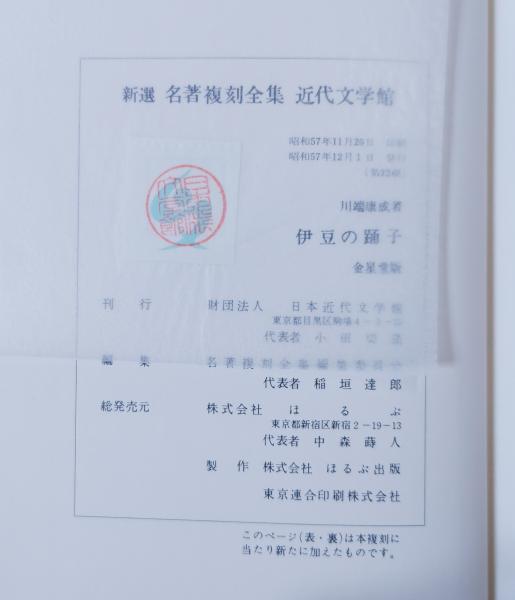 新選 名著複刻全集 近代文学館
昭和57年11月20日 印刷
昭和57年12月1日 発行
川端康成著
伊豆の踊子
金星堂版
刊行 財団法人 日本近代文学館
東京都目黒区駒場4-3-
代表者 小田切進
編集 名著複刻全集編集委員会
代表者 稲垣達郎
総発売元 株式会社 ほるぷ
東京都新宿区新宿2-19-13
代表者 中森蒔人
製作 株式会社 ほるぷ出版
東京連合印刷株式会社
このページ(表・裏)は本複刻に
当たり新たに加えたものです。